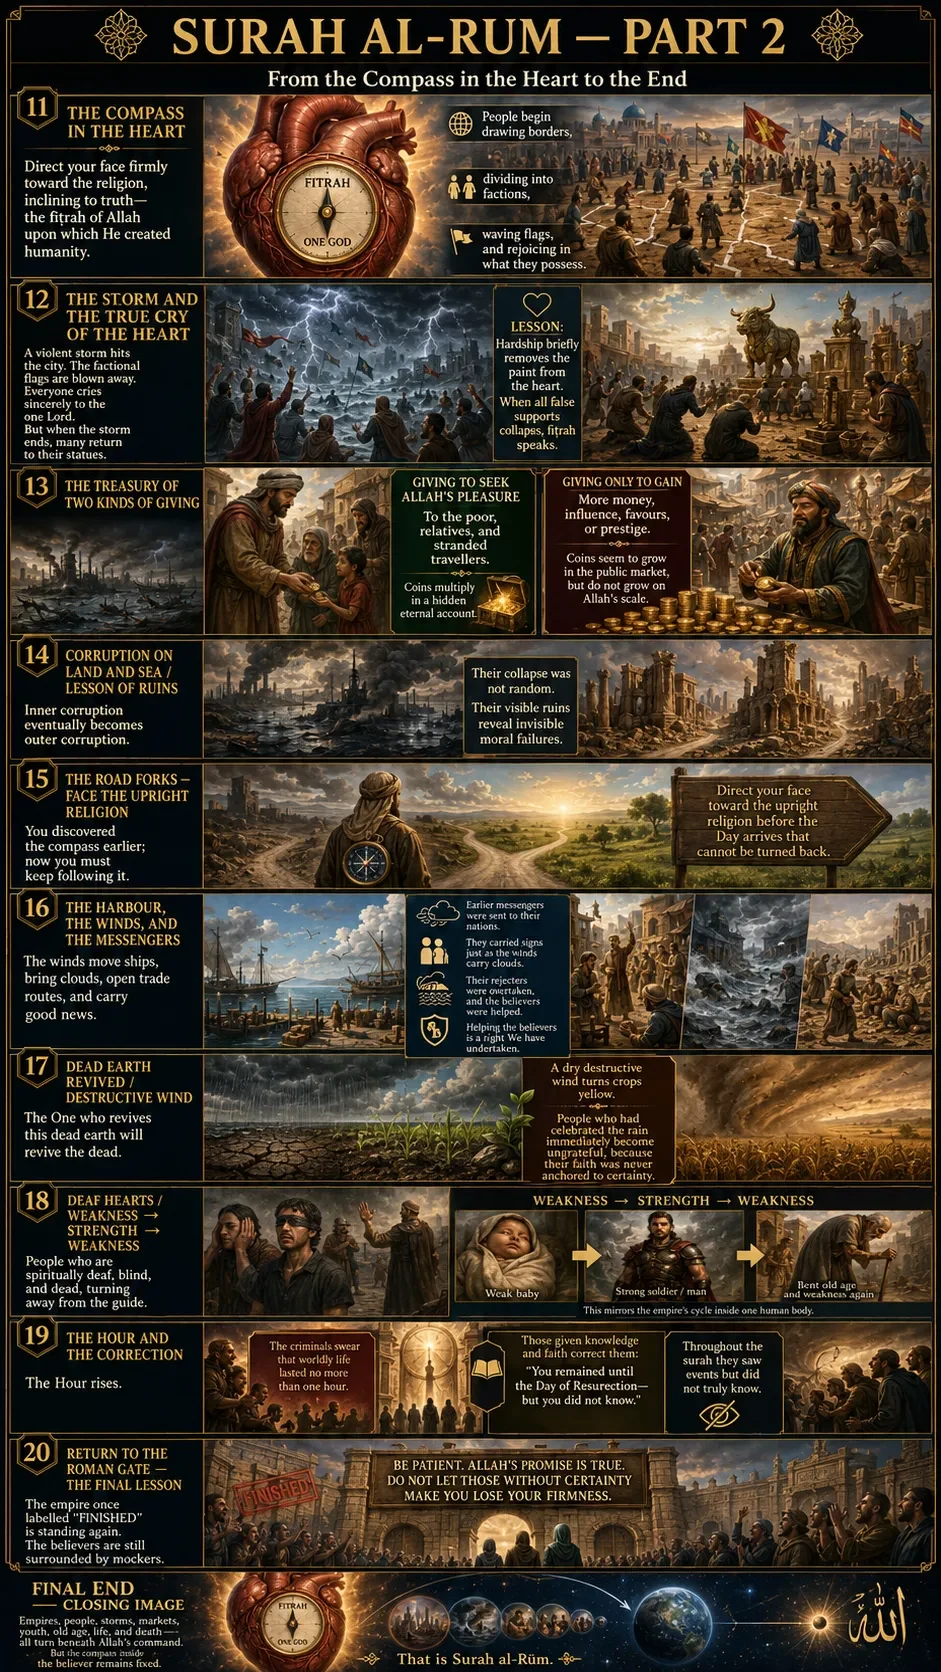 SURAH AL-RUM — PART 2
From the Compass in the Heart to the End
11
THE COMPASS
IN THE HEART
Direct your face firmly
toward the religion,
inclining to truth—
the fiṭrah of Allah
upon which He created
humanity.
FITRAH
ONE GOD
People begin
drawing borders,
dividing into
factions,
waving flags,
and rejoicing in
what they possess.
12
THE STORM AND
THE TRUE CRY
OF THE HEART
A violent storm hits
the city. The factional
flags are blown away.
Everyone cries
sincerely to the
one Lord.
But when the storm
ends, many return
to their statues.
LESSON:
Hardship briefly
removes the
paint from
the heart.
When all false
supports
collapss, fiṭrah
speaks.
13
THE TREASURY OF
TWO KINDS OF GIVING
GIVING TO SEEK
ALLAH'S PLEASURE
To the poor,
relatives, and
stranded
travellers.
Coins multiply
in a hidden
eternal account.
GIVING ONLY TO GAIN
More money,
influence, favours,
or prestige.
Coins seem to grow
in the public market,
but do not grow on
Allah's scale.
14
CORRUPTION ON
LAND AND SEA /
LESSON OF RUINS
Inner corruption
eventually becomes
outer corruption.
Their collapse was
not random.
Their visible ruins
reveal invisible
moral failures.
15
THE ROAD FORKS —
FACE THE UPRIGHT
RELIGION
You discovered
the compass earlier;
now you must
keep following it.
Direct your face
toward the upright
religion before the
Day arrives that
cannot be turned back.
16
THE HARBOUR,
THE WINDS, AND
THE MESSENGERS
The winds move ships,
bring clouds, open trade
routes, and carry
good news.
Earlier messengers
were sent to their
nations.
They carried signs
just as the winds
carry clouds.
Their rejecters
were overtaken,
and the believers
were helped.
Helping the believers
is a right We have
undertaken.
17
DEAD EARTH
REVIVED /
DESTRUCTIVE WIND
The One who revives
this dead earth will
revive the dead.
A dry destructive
wind turns crops
yellow.
People who had
celebrated the rain
immediately become
ungrateful, because
their faith was never
anchored to certainty.
18
DEAF HEARTS /
WEAKNESS →
STRENGTH →
WEAKNESS
People who are
spiritually deaf, blind,
and dead, turning
away from the guide.
WEAKNESS → STRENGTH → WEAKNESS
Weak baby
Strong soldier / man
Bent old age
and weakness again
This mirrors the empire's cycle inside one human body.
19
THE HOUR AND
THE CORRECTION
The Hour rises.
The criminals swear
that worldly life
lasted no more
than one hour.
Those given knowledge
and faith correct them:
"You remained until
the Day of Resurection—
but you did not know."
Throughout the
surah they saw
events but did
not truly know.
20
RETURN TO THE
ROMAN GATE —
THE FINAL LESSON
The empire once
labelled "FINISHED"
is standing again.
The believers are still
surrounded by mockers.
FINISHED
BE PATIENT. ALLAH'S PROMISE IS TRUE.
DO NOT LET THOSE WITHOUT CERTAINTY
MAKE YOU LOSE YOUR FIRMNESS.
FINAL END
— CLOSING IMAGE
Empires, people, storms, markets,
youth, old age, life, and death—
all turn beneath Allah's command.
But the compass inside
the believer remains fixed.
FITRAH
ONE GOD
That is Surah al-Rūm.
الله